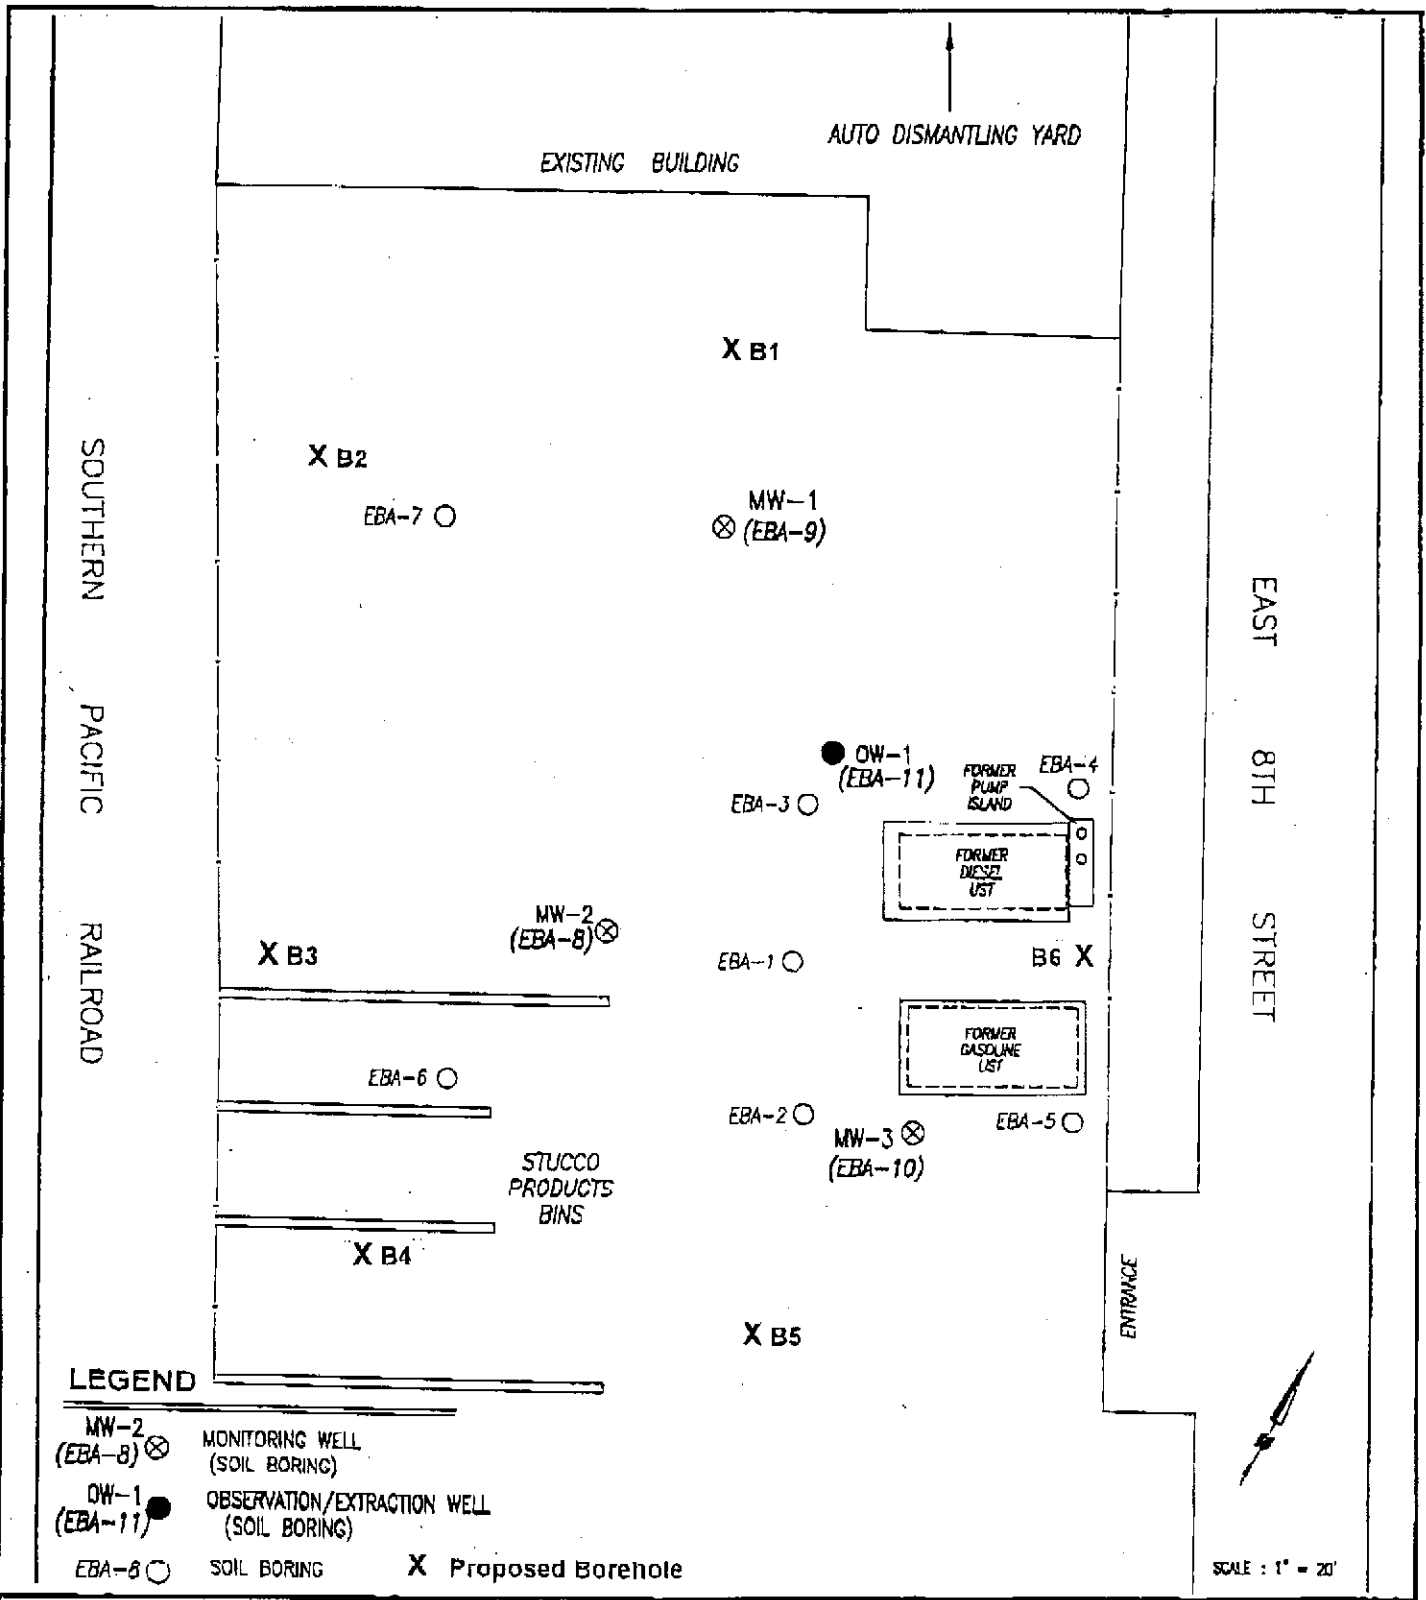 AUTO DISMANTLING YARD
EXISTING BUILDING
X B1
X B2
EBA-7
MW-1
(EBA-9)
SOUTHERN PACIFIC RAILROAD
EAST 8TH STREET
OW-1
(EBA-11)
EBA-3
FORMER
PUMP
ISLAND
EBA-4
FORMER
DIESEL
UST
MW-2
(EBA-8)
X B3
EBA-1
B6 X
FORMER
GASOLINE
UST
EBA-6
EBA-2
MW-3
(EBA-10)
EBA-5
STUCCO
PRODUCTS
BINS
X B4
X B5
ENTRANCE
LEGEND
MW-2
(EBA-8)
MONITORING WELL
(SOIL BORING)
OW-1
(EBA-11)
OBSERVATION/EXTRACTION WELL
(SOIL BORING)
EBA-8
SOIL BORING
X Proposed Borehole
SCALE : 1" = 20'